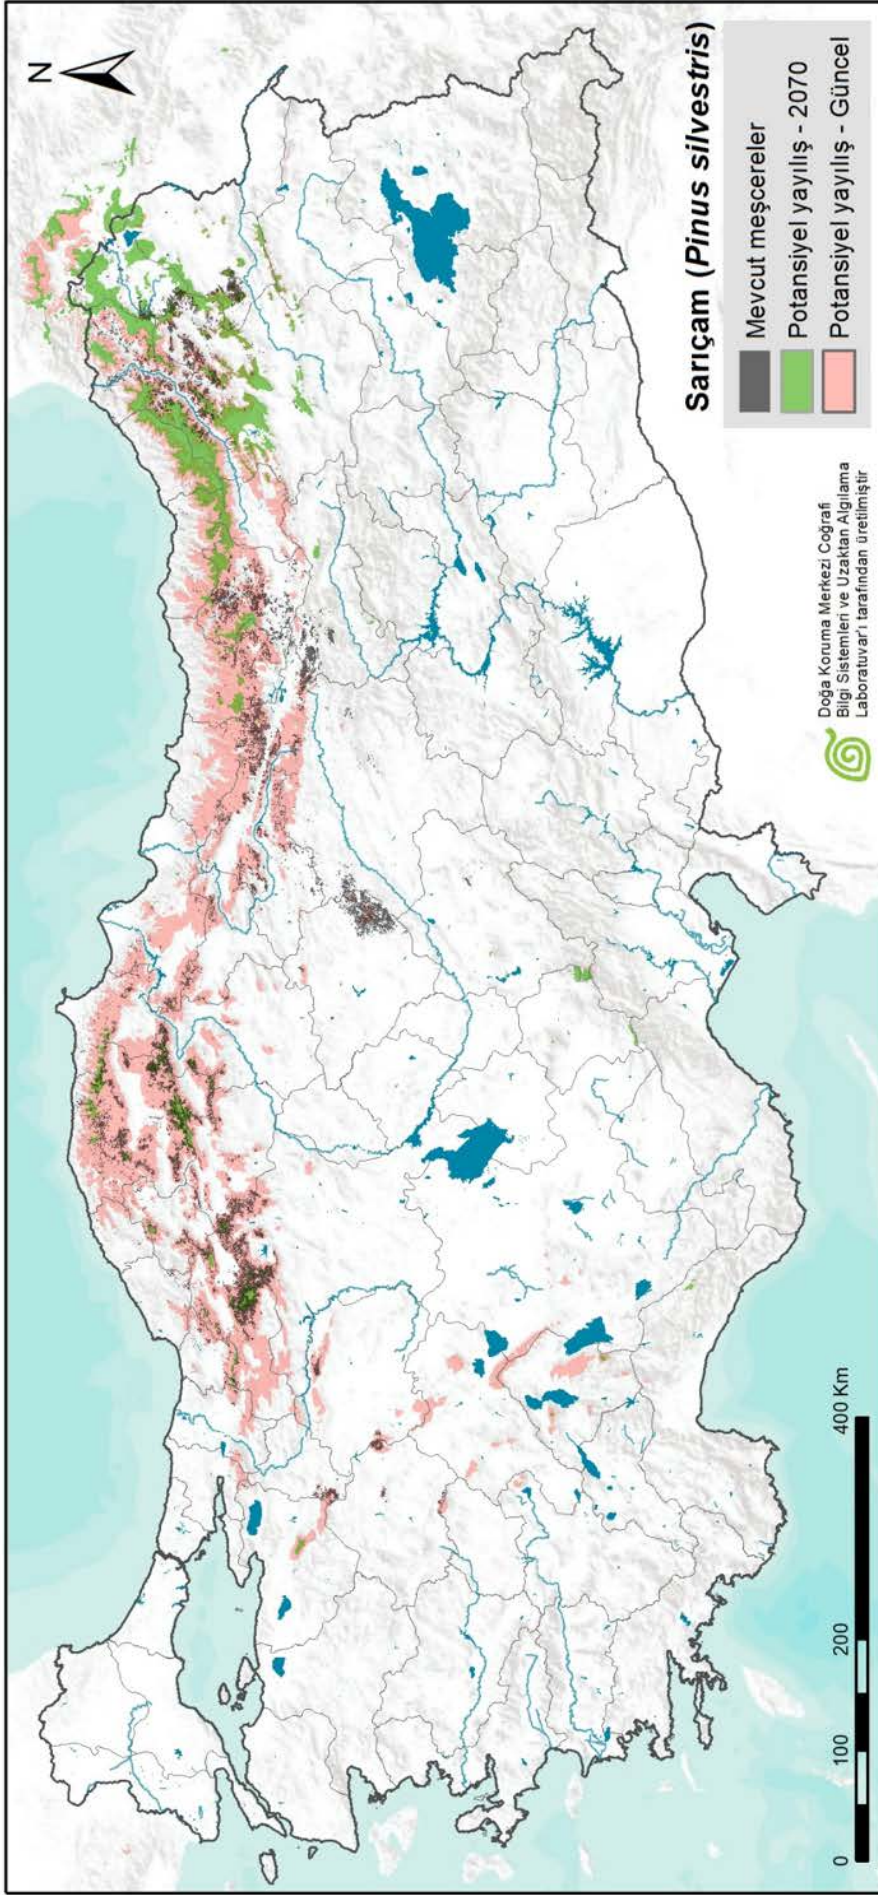 N
Sarıçam (Pinus silvestris)
Mevcut meşcereler
Potansiyel yayılış - 2070
Potansiyel yayılış - Güncel
Doğa Koruma Merkezi Coğrafi
Bilgi Sistemleri ve Uzaktan Algılama
Laboratuvar'ı tarafından üretilmiştir
0 100 200 400 Km